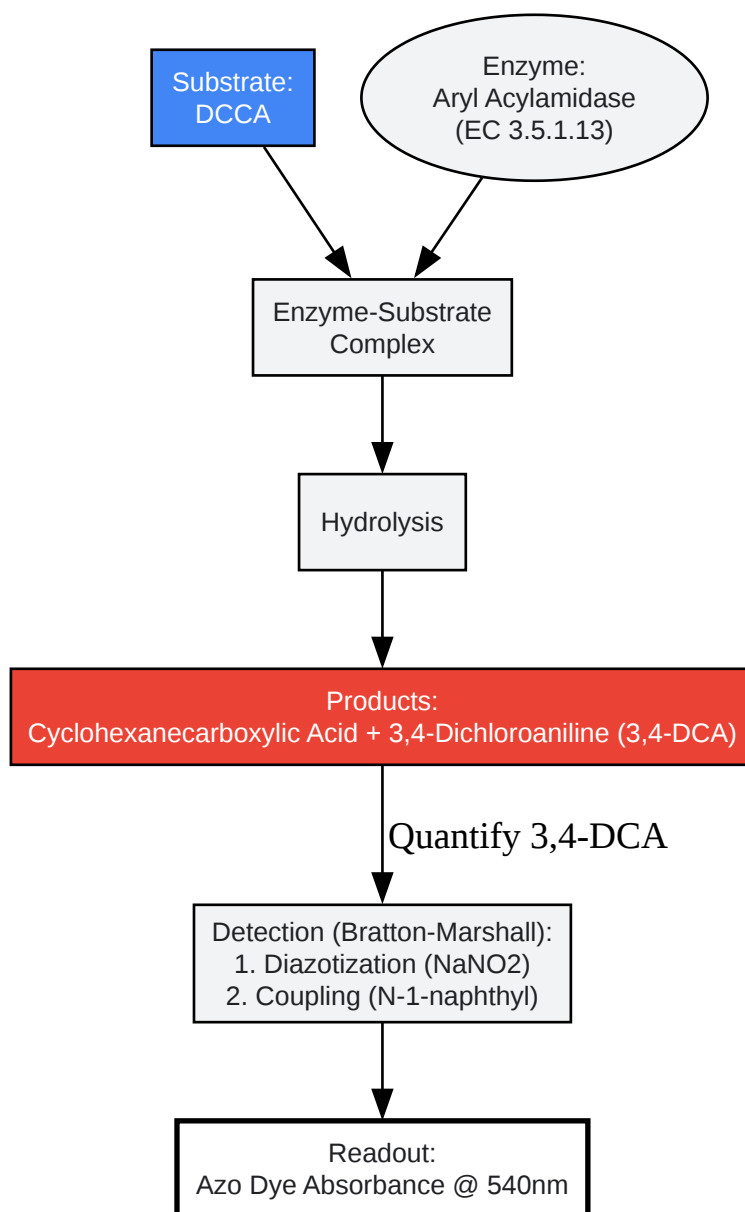 Substrate:
DCCA
Enzyme:
Aryl Acylamidase
(EC 3.5.1.13)
Enzyme-Substrate
Complex
Hydrolysis
Products:
Cyclohexanecarboxylic Acid + 3,4-Dichloroaniline (3,4-DCA)
Quantify 3,4-DCA
Detection (Bratton-Marshall):
1. Diazotization (NaNO2)
2. Coupling (N-1-naphthyl)
Readout:
Azo Dye Absorbance @ 540nm